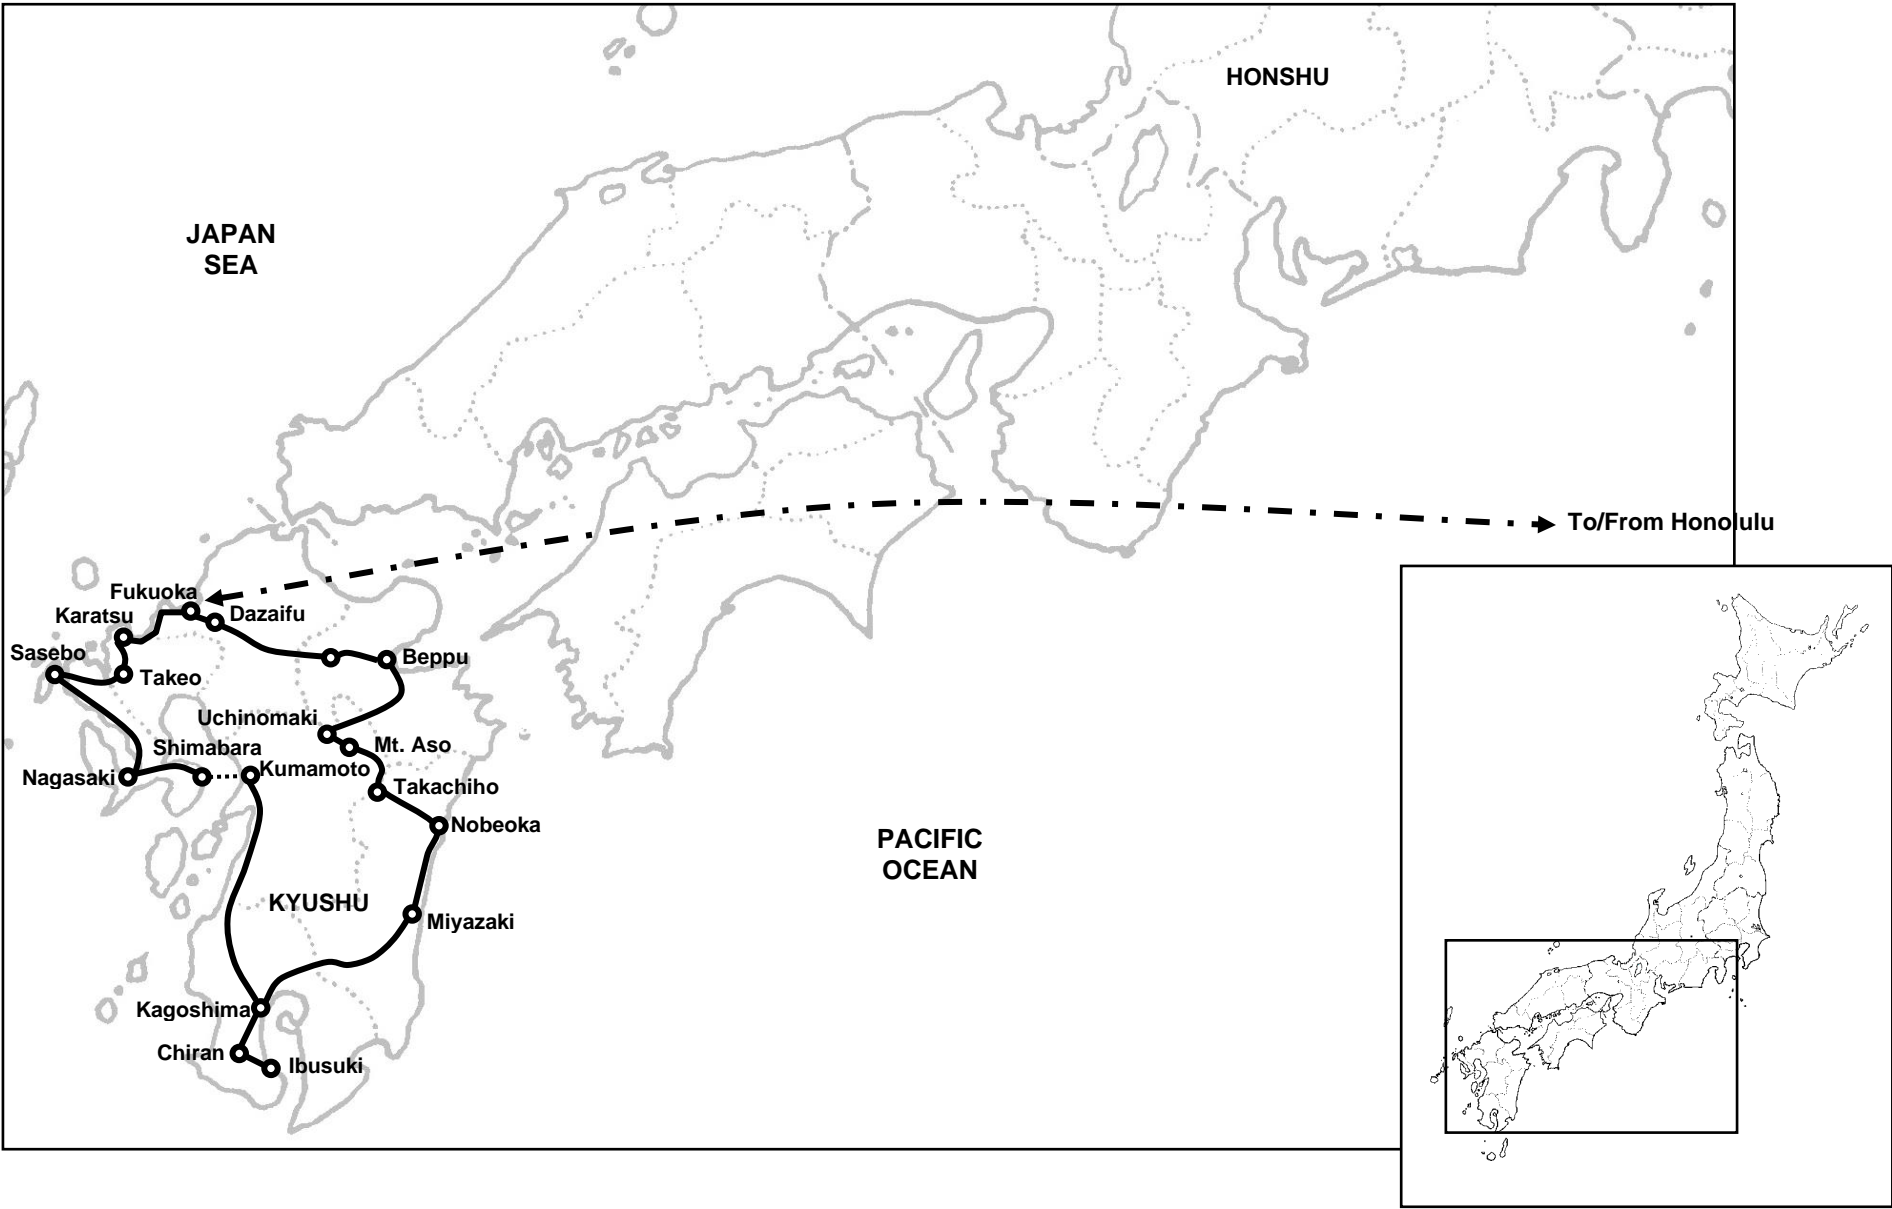 HONSHU
JAPAN
SEA
To/From Honolulu
Fukuoka
Karatsu
Dazaifu
Sasebo
Beppu
Takeo
Uchinomaki
Shimabara
Mt. Aso
Kumamoto
Nagasaki
Takachiho
Nobeoka
PACIFIC
OCEAN
KYUSHU
Miyazaki
Kagoshima
Chiran
Ibusuki